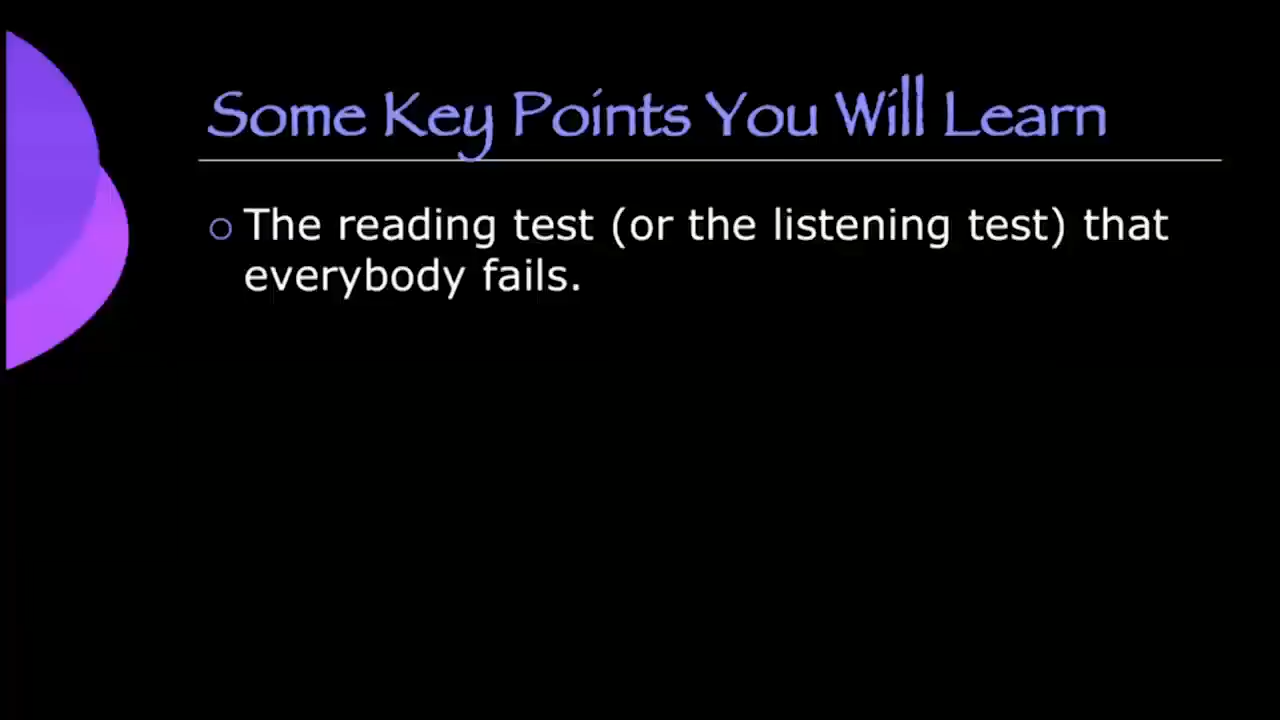 Some Key Points You Will Learn
The reading test (or the listening test) that
everybody fails.